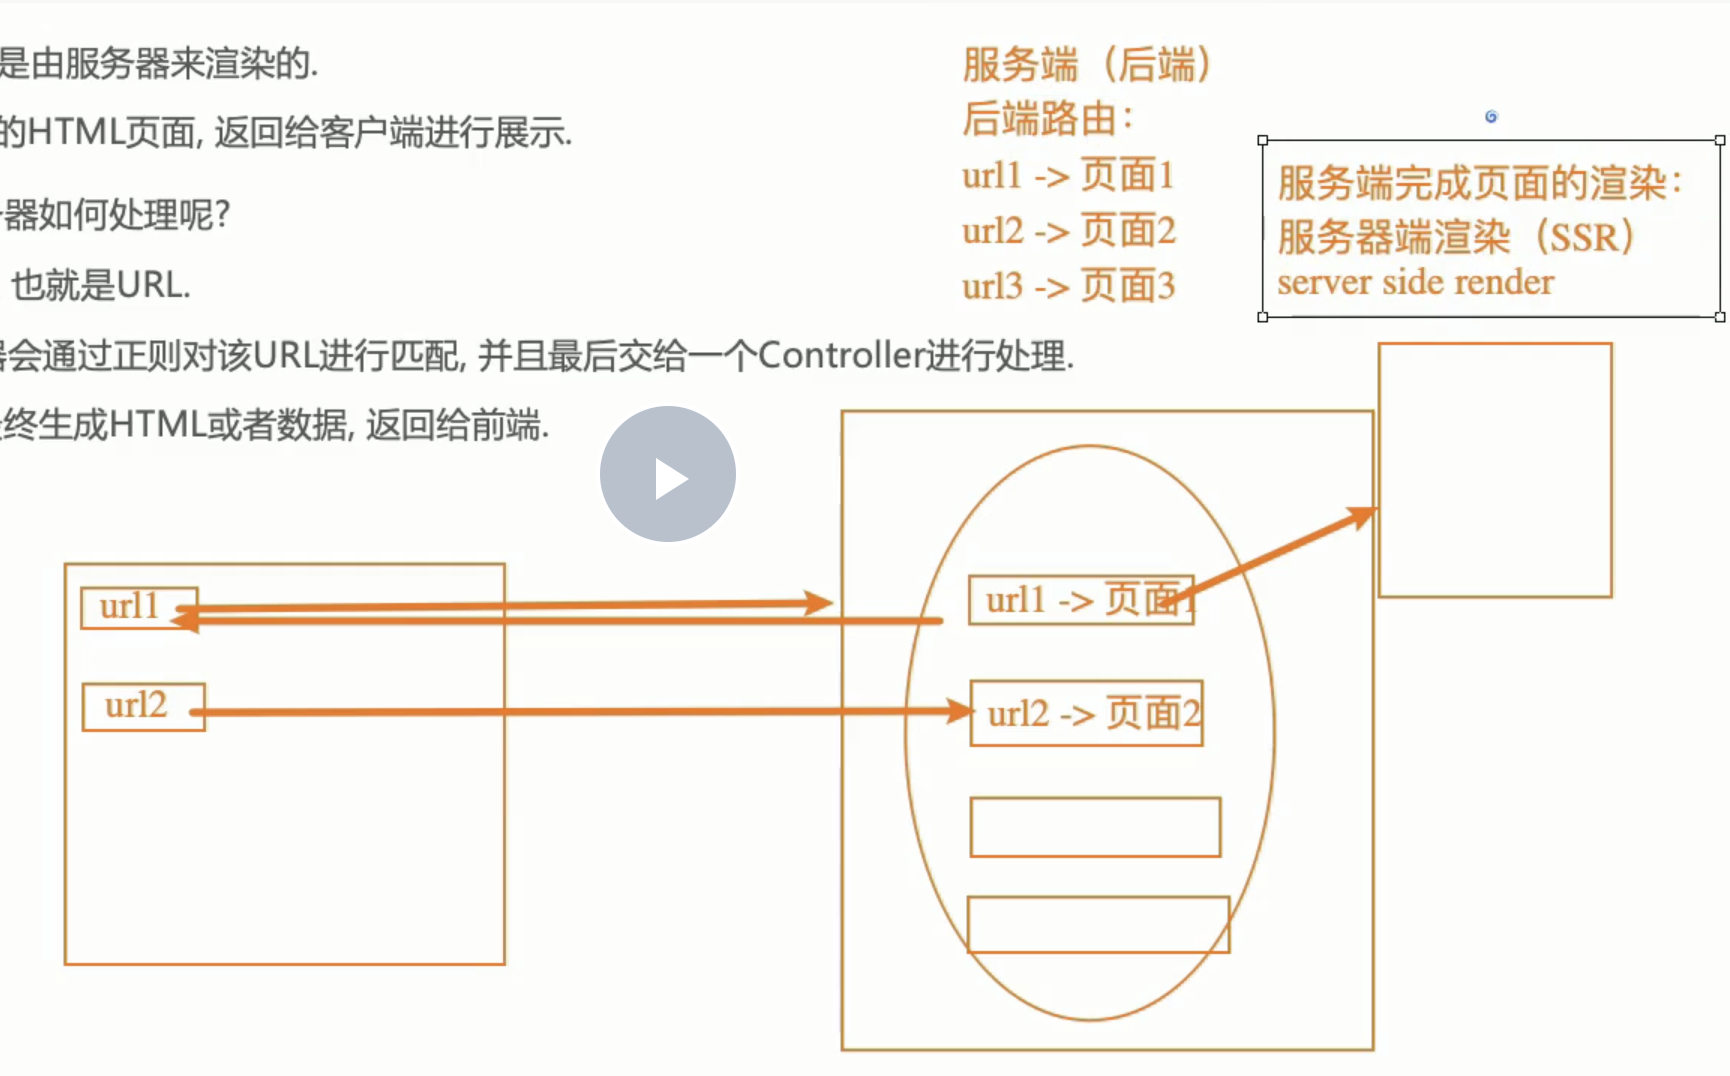 是由服务器来渲染的.
的HTML页面, 返回给客户端进行展示.
器如何处理呢?
也就是URL.
器会通过正则对该URL进行匹配, 并且最后交给一个Controller进行处理.
终生成HTML或者数据, 返回给前端.
服务端（后端）
后端路由：
url1 -> 页面1
url2 -> 页面2
url3 -> 页面3
服务端完成页面的渲染：
服务器端渲染（SSR）
server side render
url1
url2
url1 -> 页面1
url2 -> 页面2